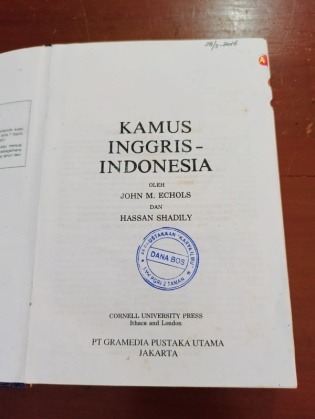 KAMUS
INGGRIS-
INDONESIA
OLEH
JOHN M. ECHOLS
DAN
HASSAN SHADILY
DANA BOS
CORNELL UNIVERSITY PRESS
Ithaca and London
PT GRAMEDIA PUSTAKA UTAMA
JAKARTA